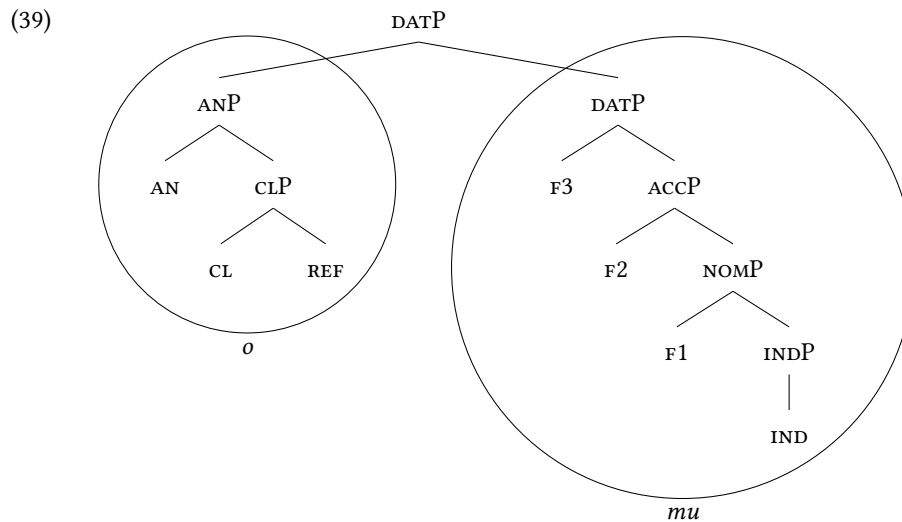 (39)
DATP
ANP DATP
AN CLP F3 ACCP
CL REF F2 NOMP
o
F1 INDP
IND
mu